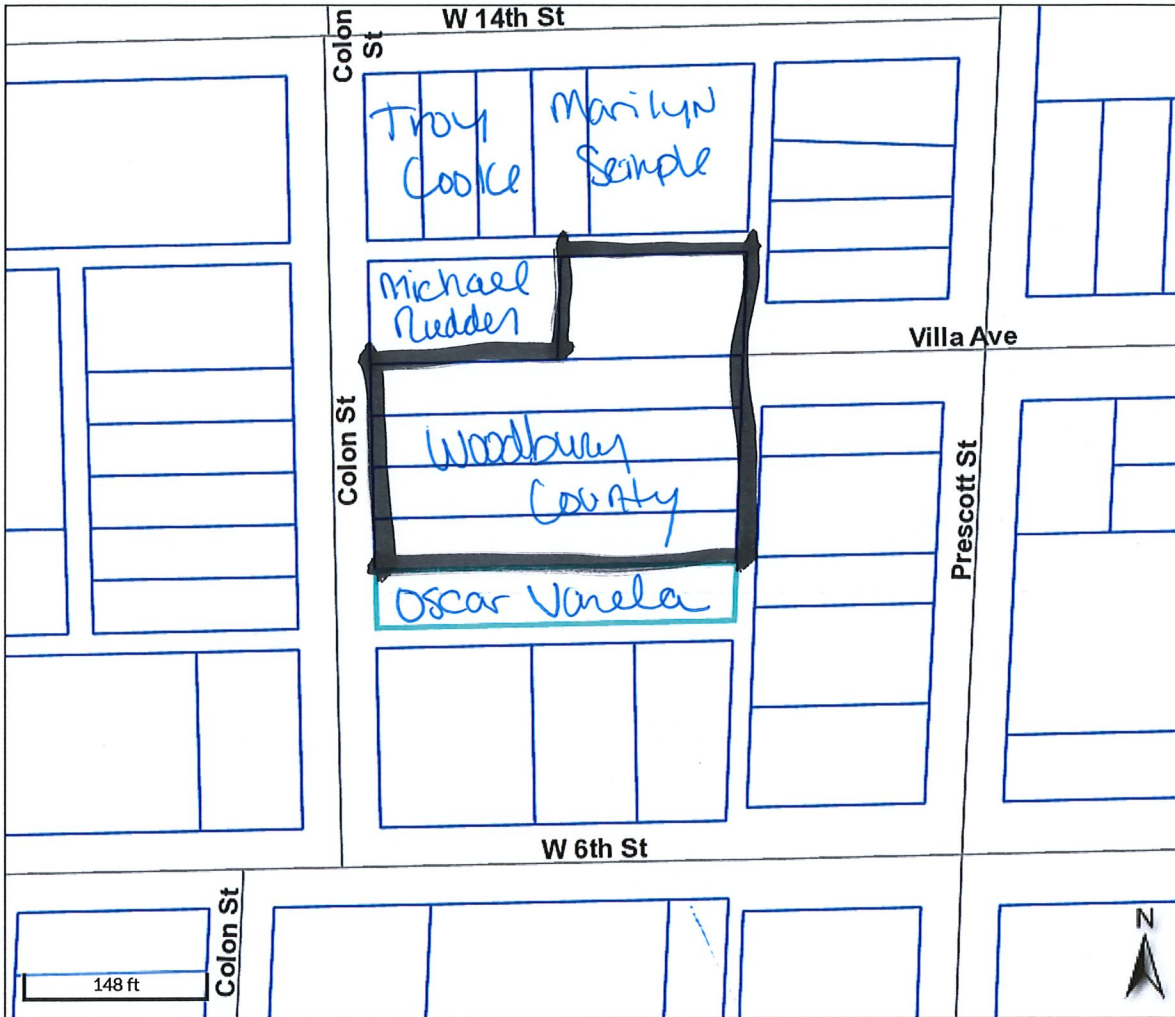 W 14th St
Colon St
Troy
Cooke
Marilyn
Semple
Michael
Rudden
Villa Ave
Colon St
Woodbury
County
Prescott St
Oscar Varela
W 6th St
Colon St
148 ft
N